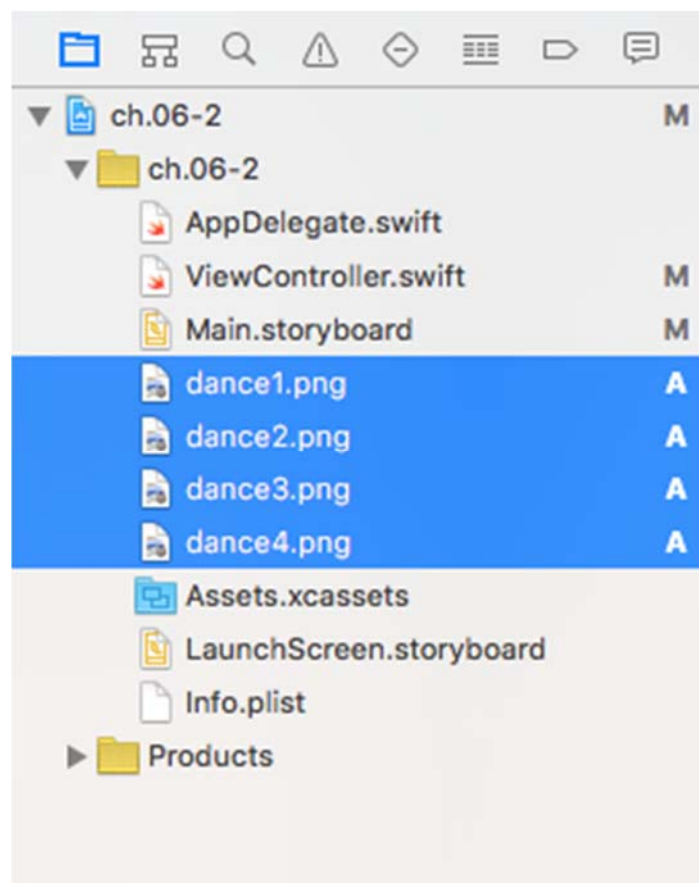 ch.06-2 M
ch.06-2
AppDelegate.swift
ViewController.swift M
Main.storyboard M
dance1.png A
dance2.png A
dance3.png A
dance4.png A
Assets.xcassets
LaunchScreen.storyboard
Info.plist
Products